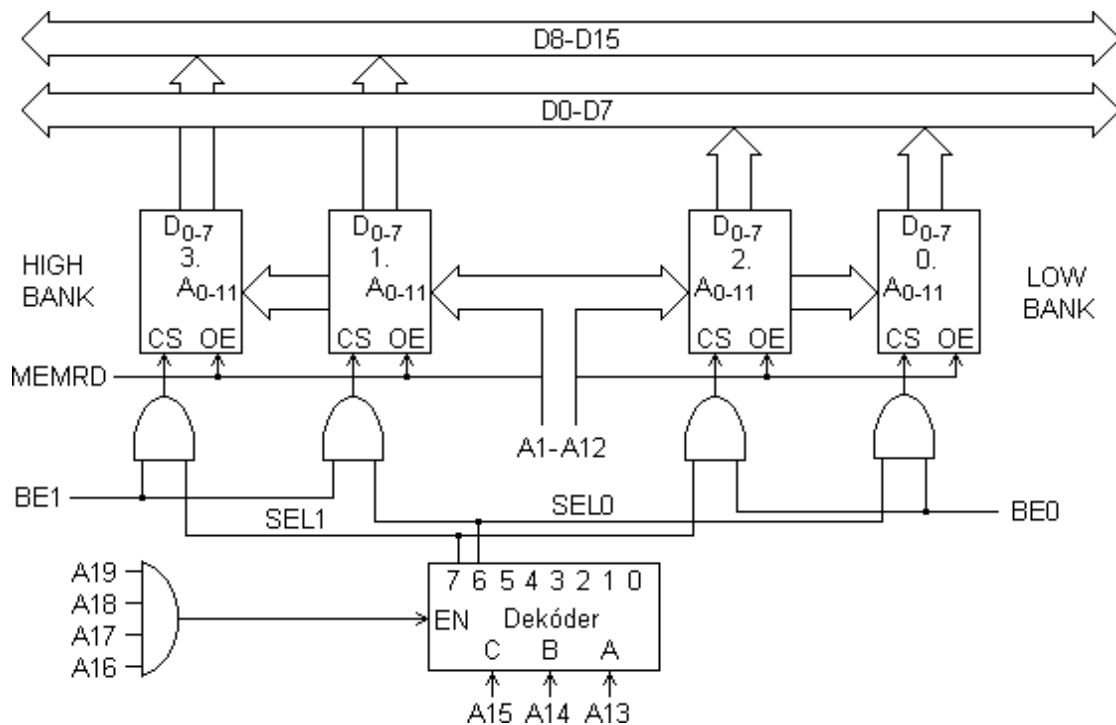 D8-D15
D0-D7
D0-7 D0-7 D0-7 D0-7
3. 1. 2. 0.
HIGH
BANK
A0-11 A0-11 A0-11 A0-11
LOW
BANK
CS OE CS OE CS OE CS OE
MEMRD
A1-A12
BE1
SEL1
SEL0
BE0
7 6 5 4 3 2 1 0
A19
A18
A17
A16
EN
Dekóder
C B A
A15 A14 A13